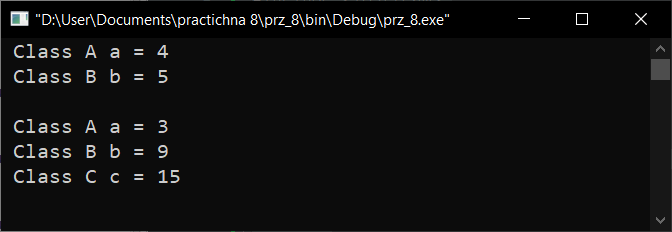 "D:\User\Documents\practichna 8\prz_8\bin\Debug\prz_8.exe"
Class A a = 4
Class B b = 5
Class A a = 3
Class B b = 9
Class C c = 15